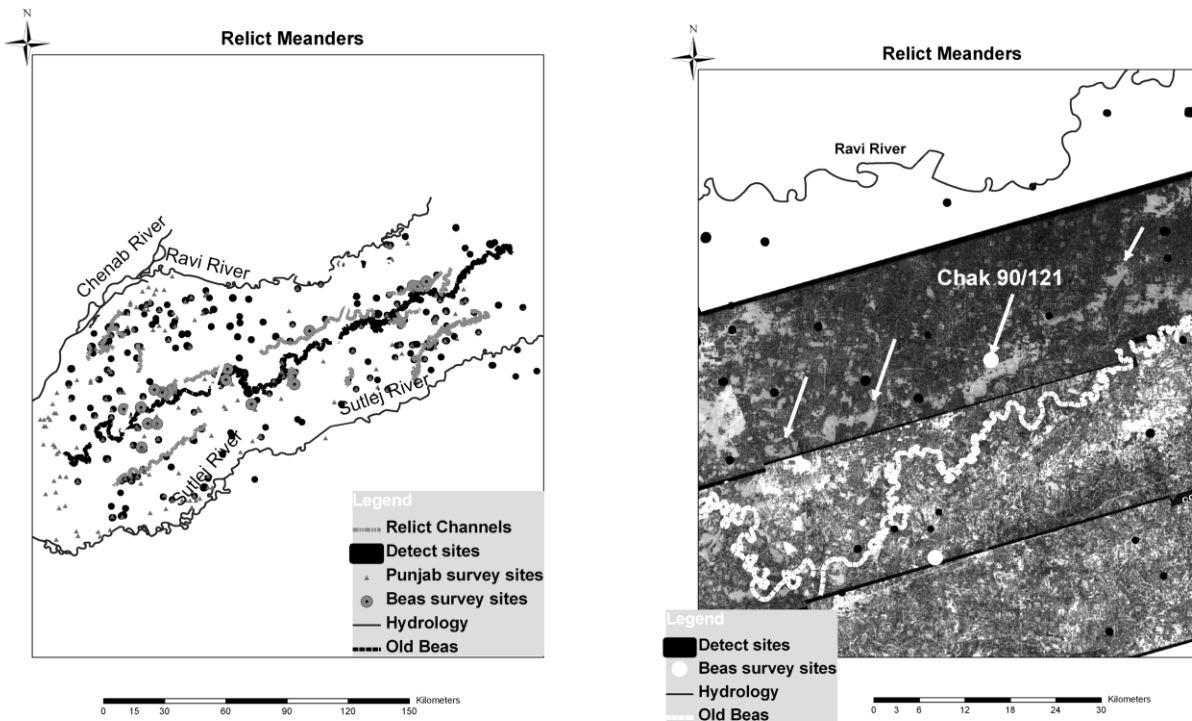 N
Relict Meanders
Chenab River
Ravi River
Sutlej River
Sutlej River
Legend
Relict Channels
Detect sites
Punjab survey sites
Beas survey sites
Hydrology
Old Beas
Kilometers
0 15 30 60 90 120 150
N
Relict Meanders
Ravi River
Chak 90/121
Legend
Detect sites
Beas survey sites
Hydrology
Old Beas
Kilometers
0 3 6 12 18 24 30